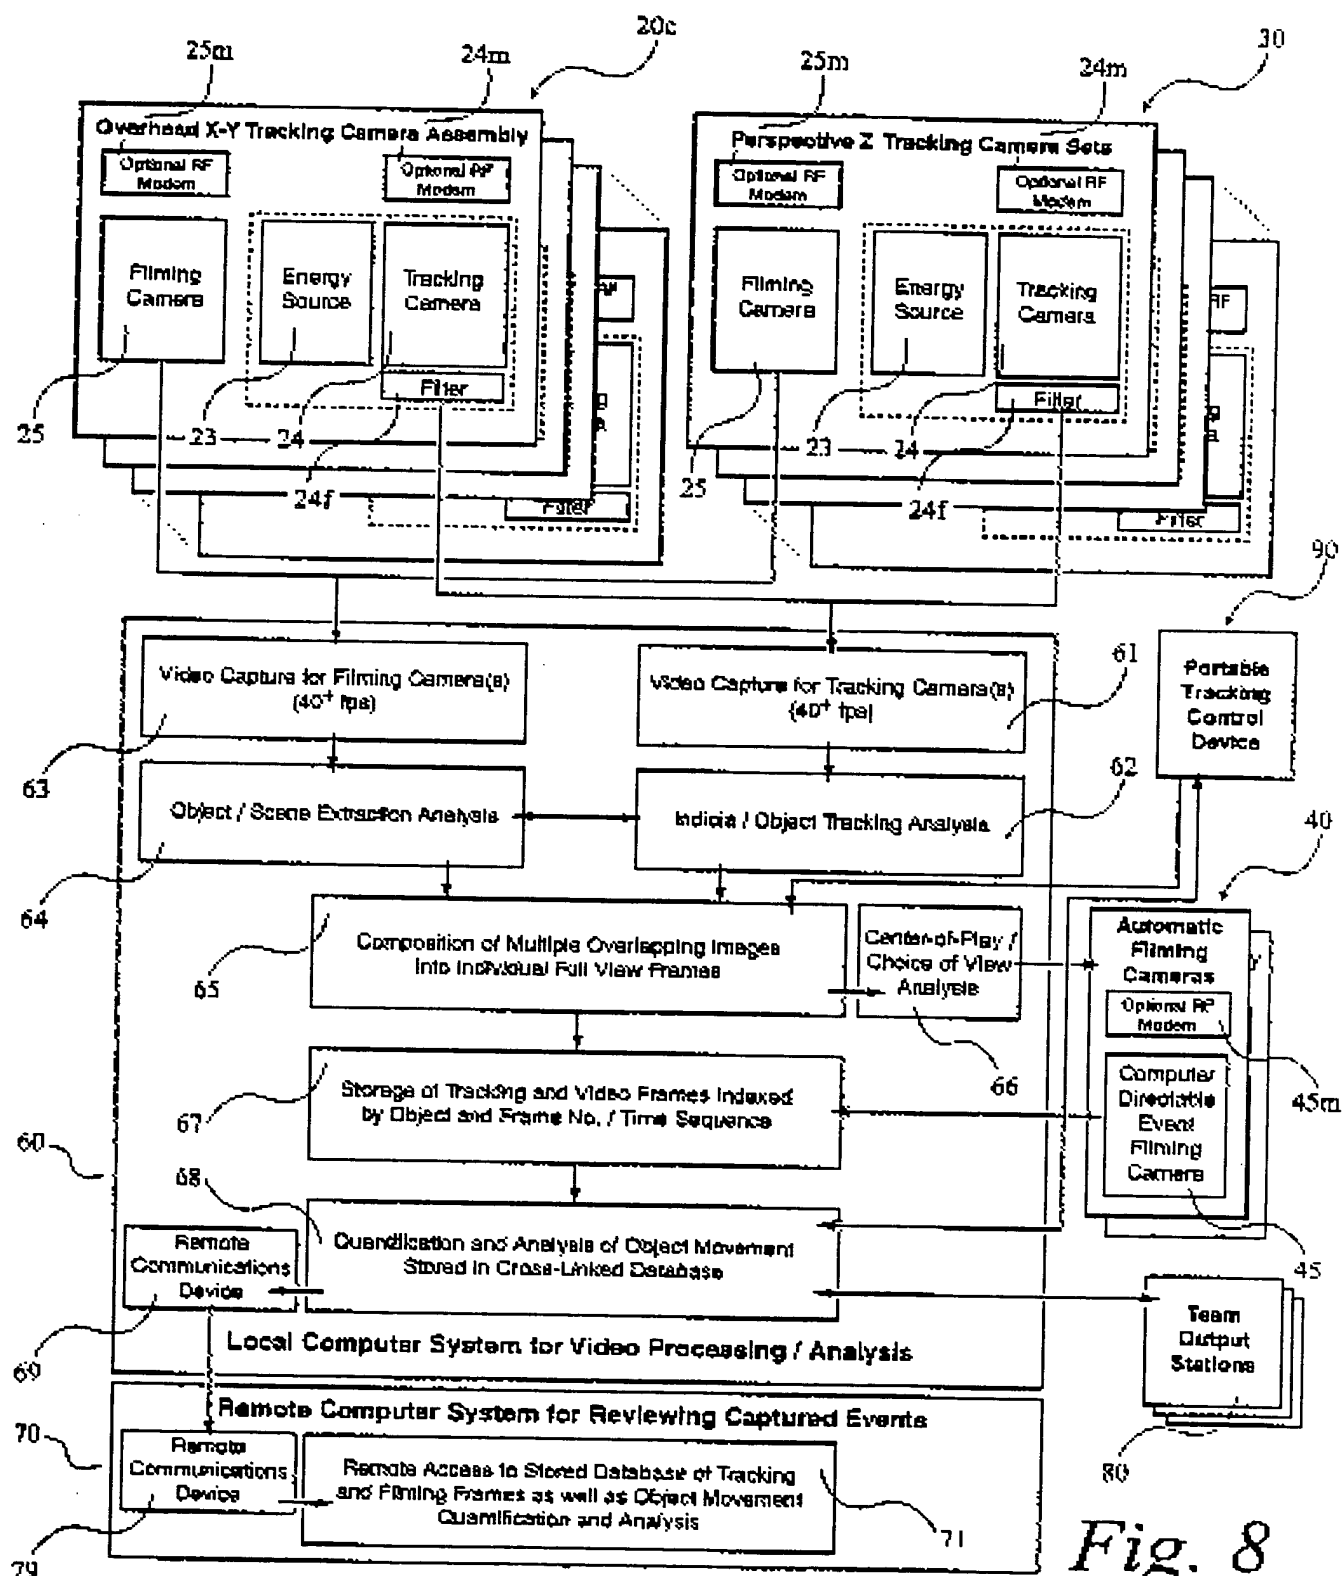 20c
30
25m
24m
25m
24m
Overhead X-Y Tracking Camera Assembly
Optional RF
Modem
Optional RF
Modem
Filming
Camera
Energy
Source
Tracking
Camera
Filter
RF
Filter
25
23
24
24f
Perspective Z Tracking Camera Sets
Optional RF
Modem
Optional RF
Modem
Filming
Camera
Energy
Source
Tracking
Camera
Filter
RF
Filter
25
23
24
24f
90
Portable
Tracking
Control
Device
Video Capture for Filming Camera(s)
(40+ fps)
63
Video Capture for Tracking Camera(s)
(40+ fps)
61
Object / Scene Extraction Analysis
64
Indicia / Object Tracking Analysis
62
40
Composition of Multiple Overlapping Images
into Individual Full View Frames
65
Center-of-Play /
Choice of View
Analysis
66
Automatic
Filming
Cameras
Optional RF
Modem
45m
Computer
Directable
Event
Filming
Camera
45
Storage of Tracking and Video Frames Indexed
by Object and Frame No. / Time Sequence
67
60
68
Quantification and Analysis of Object Movement
Stored in Cross-Linked Database
Remote
Communications
Device
69
Team
Output
Stations
80
Local Computer System for Video Processing / Analysis
Remote Computer System for Reviewing Captured Events
70
Remote
Communications
Device
79
Remote Access to Stored Database of Tracking
and Filming Frames as well as Object Movement
Quantification and Analysis
71
Fig. 8